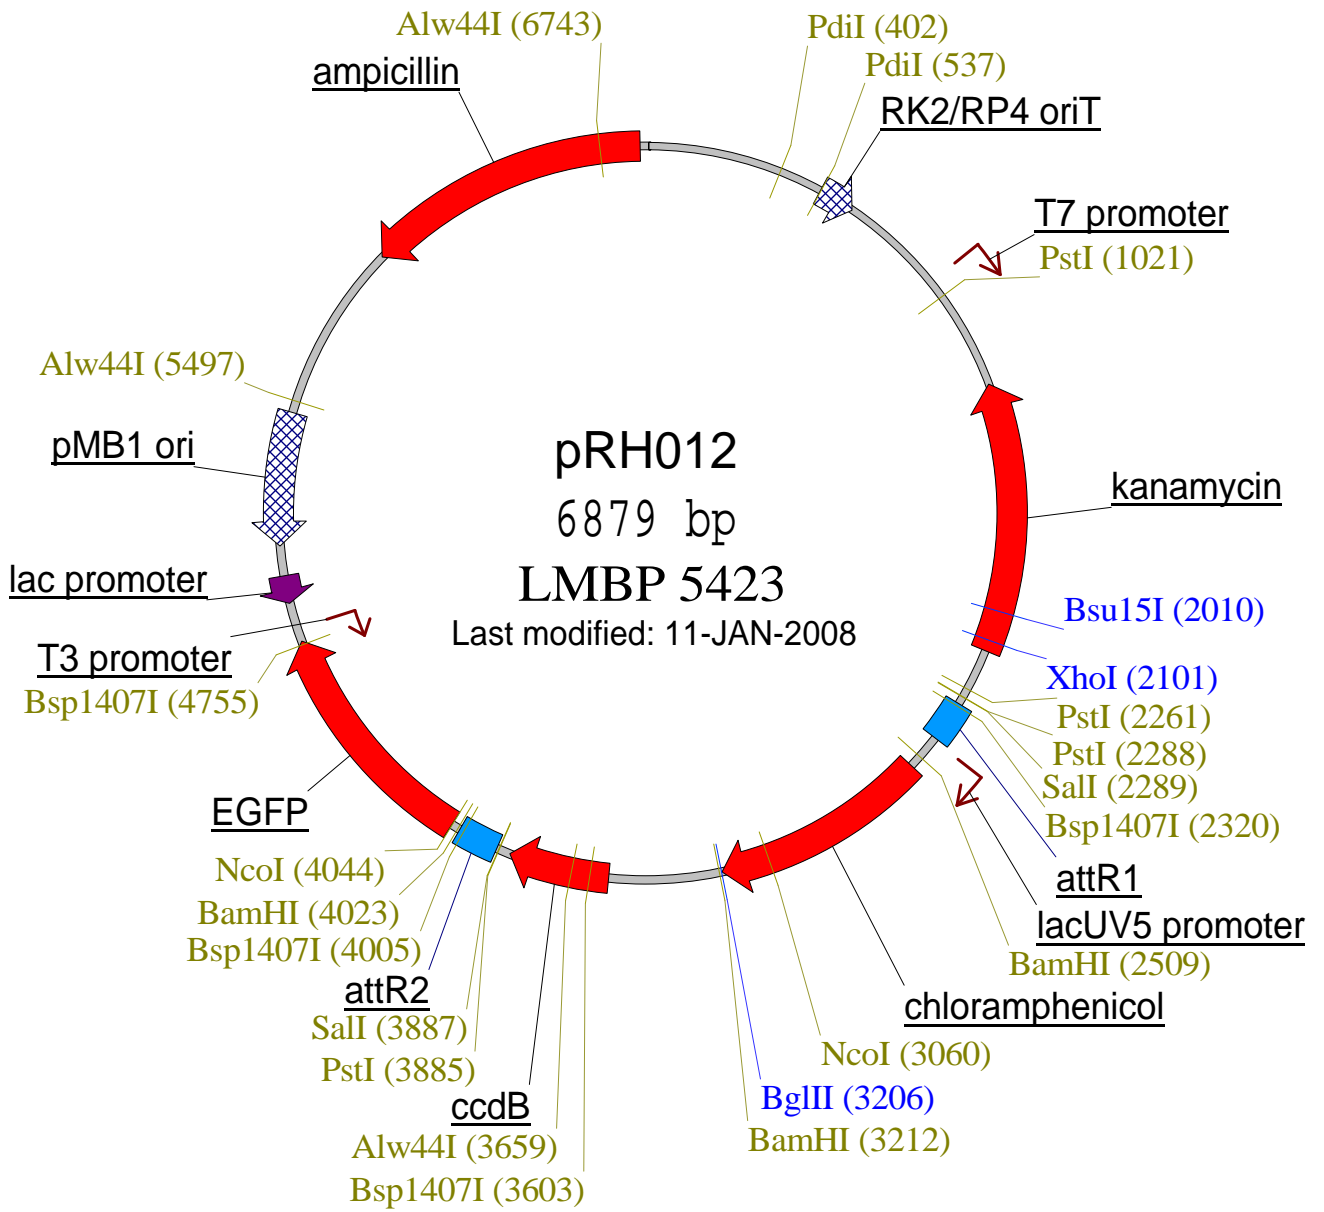 Alw44I (6743)
PdiI (402)
ampicillin
PdiI (537)
RK2/RP4 oriT
T7 promoter
PstI (1021)
Alw44I (5497)
pMB1 ori
pRH012
kanamycin
6879 bp
lac promoter
LMBP 5423
Bsu15I (2010)
Last modified: 11-JAN-2008
T3 promoter
XhoI (2101)
Bsp1407I (4755)
PstI (2261)
PstI (2288)
SalI (2289)
EGFP
Bsp1407I (2320)
NcoI (4044)
attR1
BamHI (4023)
lacUV5 promoter
Bsp1407I (4005)
BamHI (2509)
attR2
chloramphenicol
SalI (3887)
NcoI (3060)
PstI (3885)
BglII (3206)
ccdB
BamHI (3212)
Alw44I (3659)
Bsp1407I (3603)